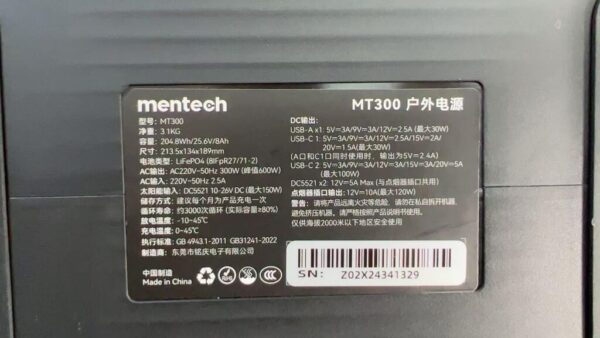 mentech
MT300 户外电源
型号: MT300
净重: 3.1KG
容量: 204.8Wh/25.6V/8Ah
尺寸: 213.5x134x189mm
电池类型: LiFePO4 (8IFpR27/71-2)
AC输出: AC220V~50Hz 300W (峰值600W)
AC输入: 220V~50Hz 2.5A
太阳能输入: DC5521 10-26V DC (最大150W)
储存方式: 建议每个月为产品充电一次
循环寿命: 约3000次循环 (实际容量≥80%)
放电温度: -10~45℃
充电温度: 0~45℃
执行标准: GB 4943.1-2011 GB31241-2022
制造商: 东莞市铭庆电子有限公司
中国制造
Made in China
DC输出:
USB-A x1: 5V=3A/9V=3A/12V=2.5A (最大30W)
USB-C 1: 5V=3A/9V=3A/12V=2.5A/15V=2A/
20V=1.5A (最大30W)
(A口和C1口同时使用时, 输出为5V=2.4A)
USB-C 2: 5V=3A/9V=3A/12V=3A/15V=3A/20V=5A
(最大100W)
DC5521 x2: 12V=5A Max (与点烟器插口共用)
点烟器插口: 12V=10A (最大120W)
警告: 请将产品远离火灾等危险, 请勿在私自拆开机器,
避免挤压机器, 请严格按照产品说明书使用。
仅供海拔2000米以下地区安全使用
SN: Z02X24341329